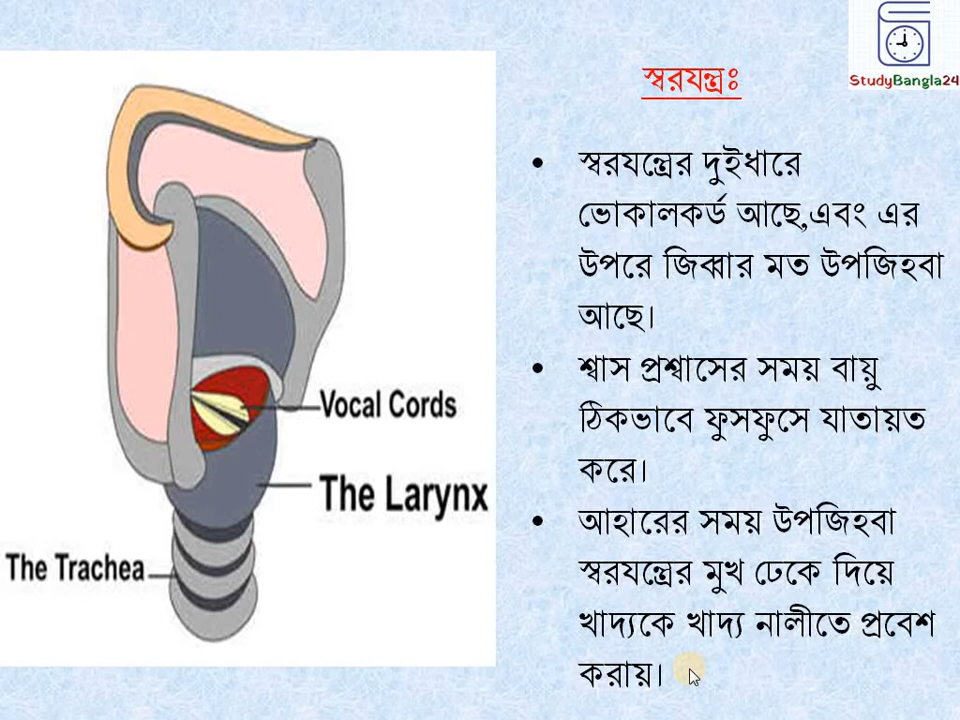 StudyBangla24
স্বরযন্ত্রঃ
স্বরযন্ত্রের দুইধারে
ভোকালকর্ড আছে,এবং এর
উপরে জিব্বার মত উপজিহবা
আছে।
শ্বাস প্রশ্বাসের সময় বায়ু
ঠিকভাবে ফুসফুসে যাতায়ত
করে।
আহারের সময় উপজিহবা
স্বরযন্ত্রের মুখ ঢেকে দিয়ে
খাদ্যকে খাদ্য নালীতে প্রবেশ
করায়।
Vocal Cords
The Larynx
The Trachea